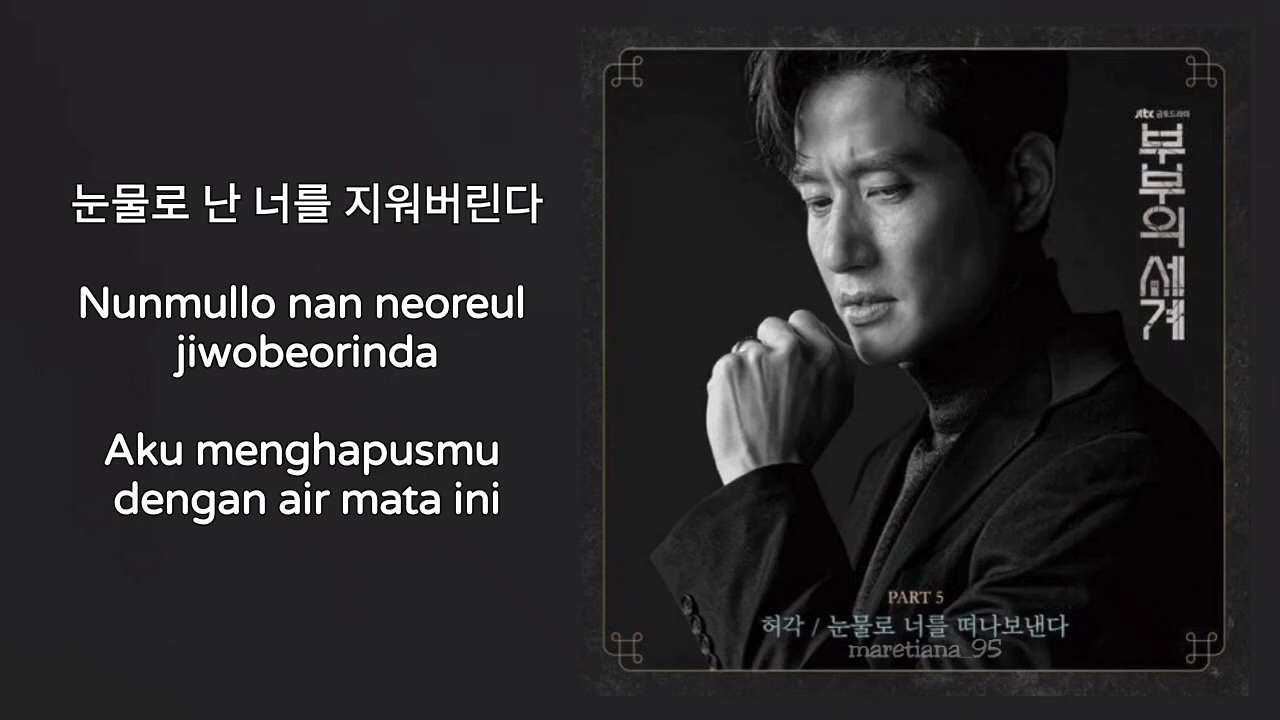 눈물로 난 너를 지워버린다
Nunmullo nan neoreul
jiwobeorinda
Aku menghapusmu
dengan air mata ini
jtbc 금토드라마
부부의 세계
PART 5
허각 / 눈물로 너를 떠나보낸다
maretiana_95